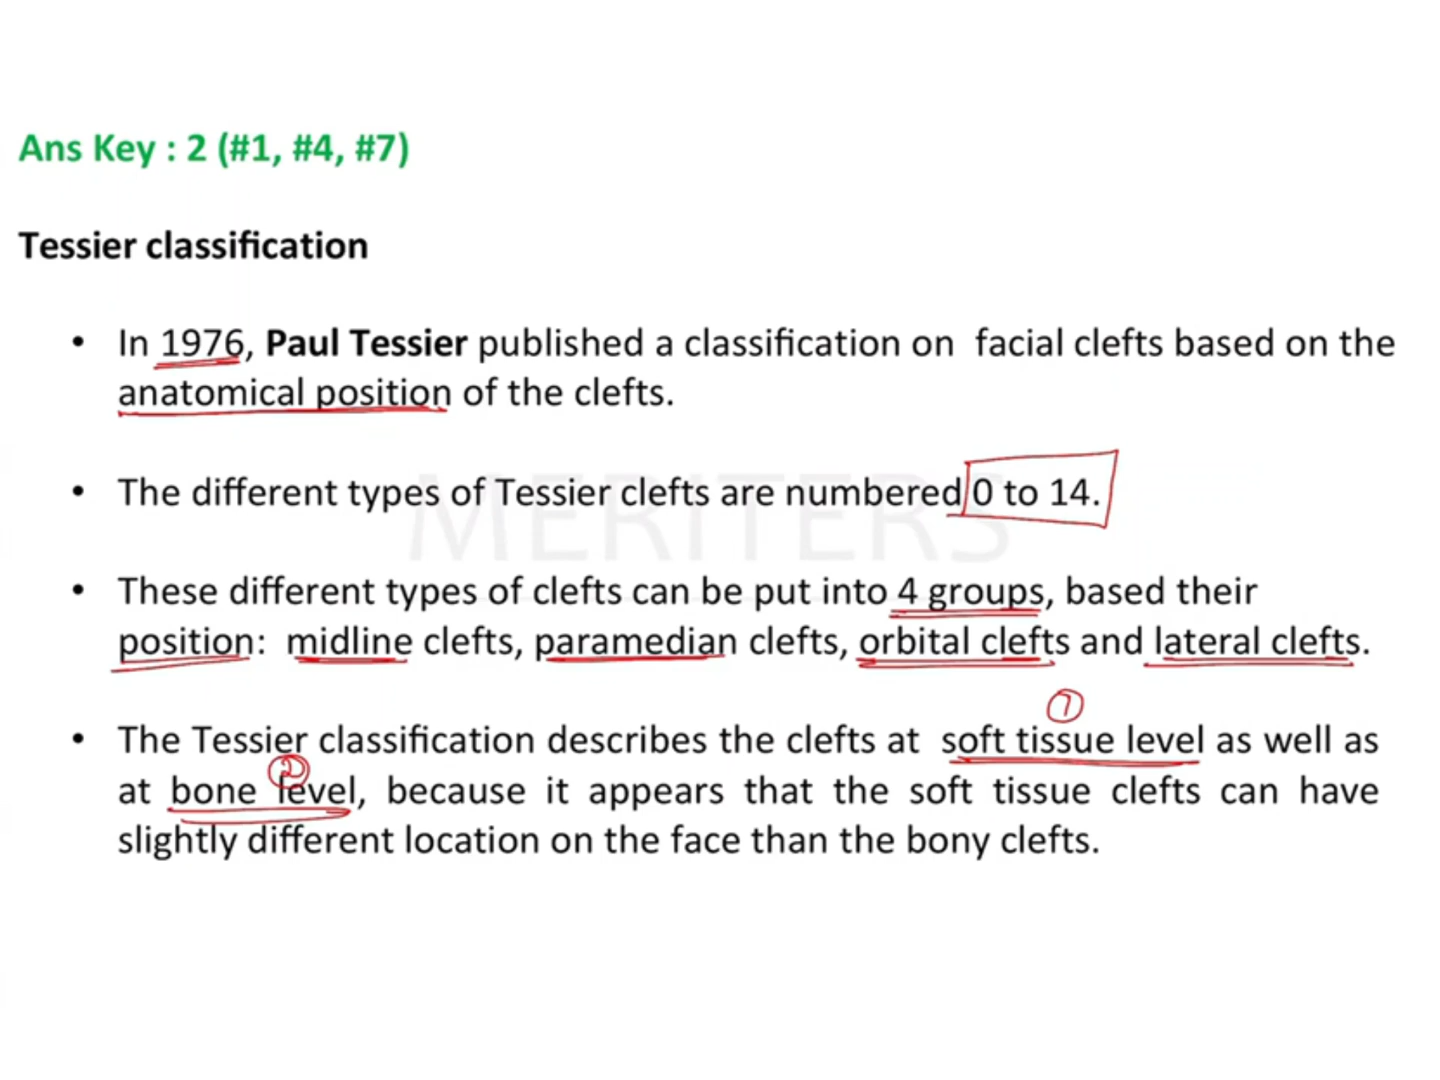 Ans Key : 2 (#1, #4, #7)
Tessier classification
• In 1976, Paul Tessier published a classification on facial clefts based on the
anatomical position of the clefts.
• The different types of Tessier clefts are numbered 0 to 14.
MERITERS
• These different types of clefts can be put into 4 groups, based their
position: midline clefts, paramedian clefts, orbital clefts and lateral clefts.
1
• The Tessier classification describes the clefts at soft tissue level as well as
2
at bone level, because it appears that the soft tissue clefts can have
slightly different location on the face than the bony clefts.